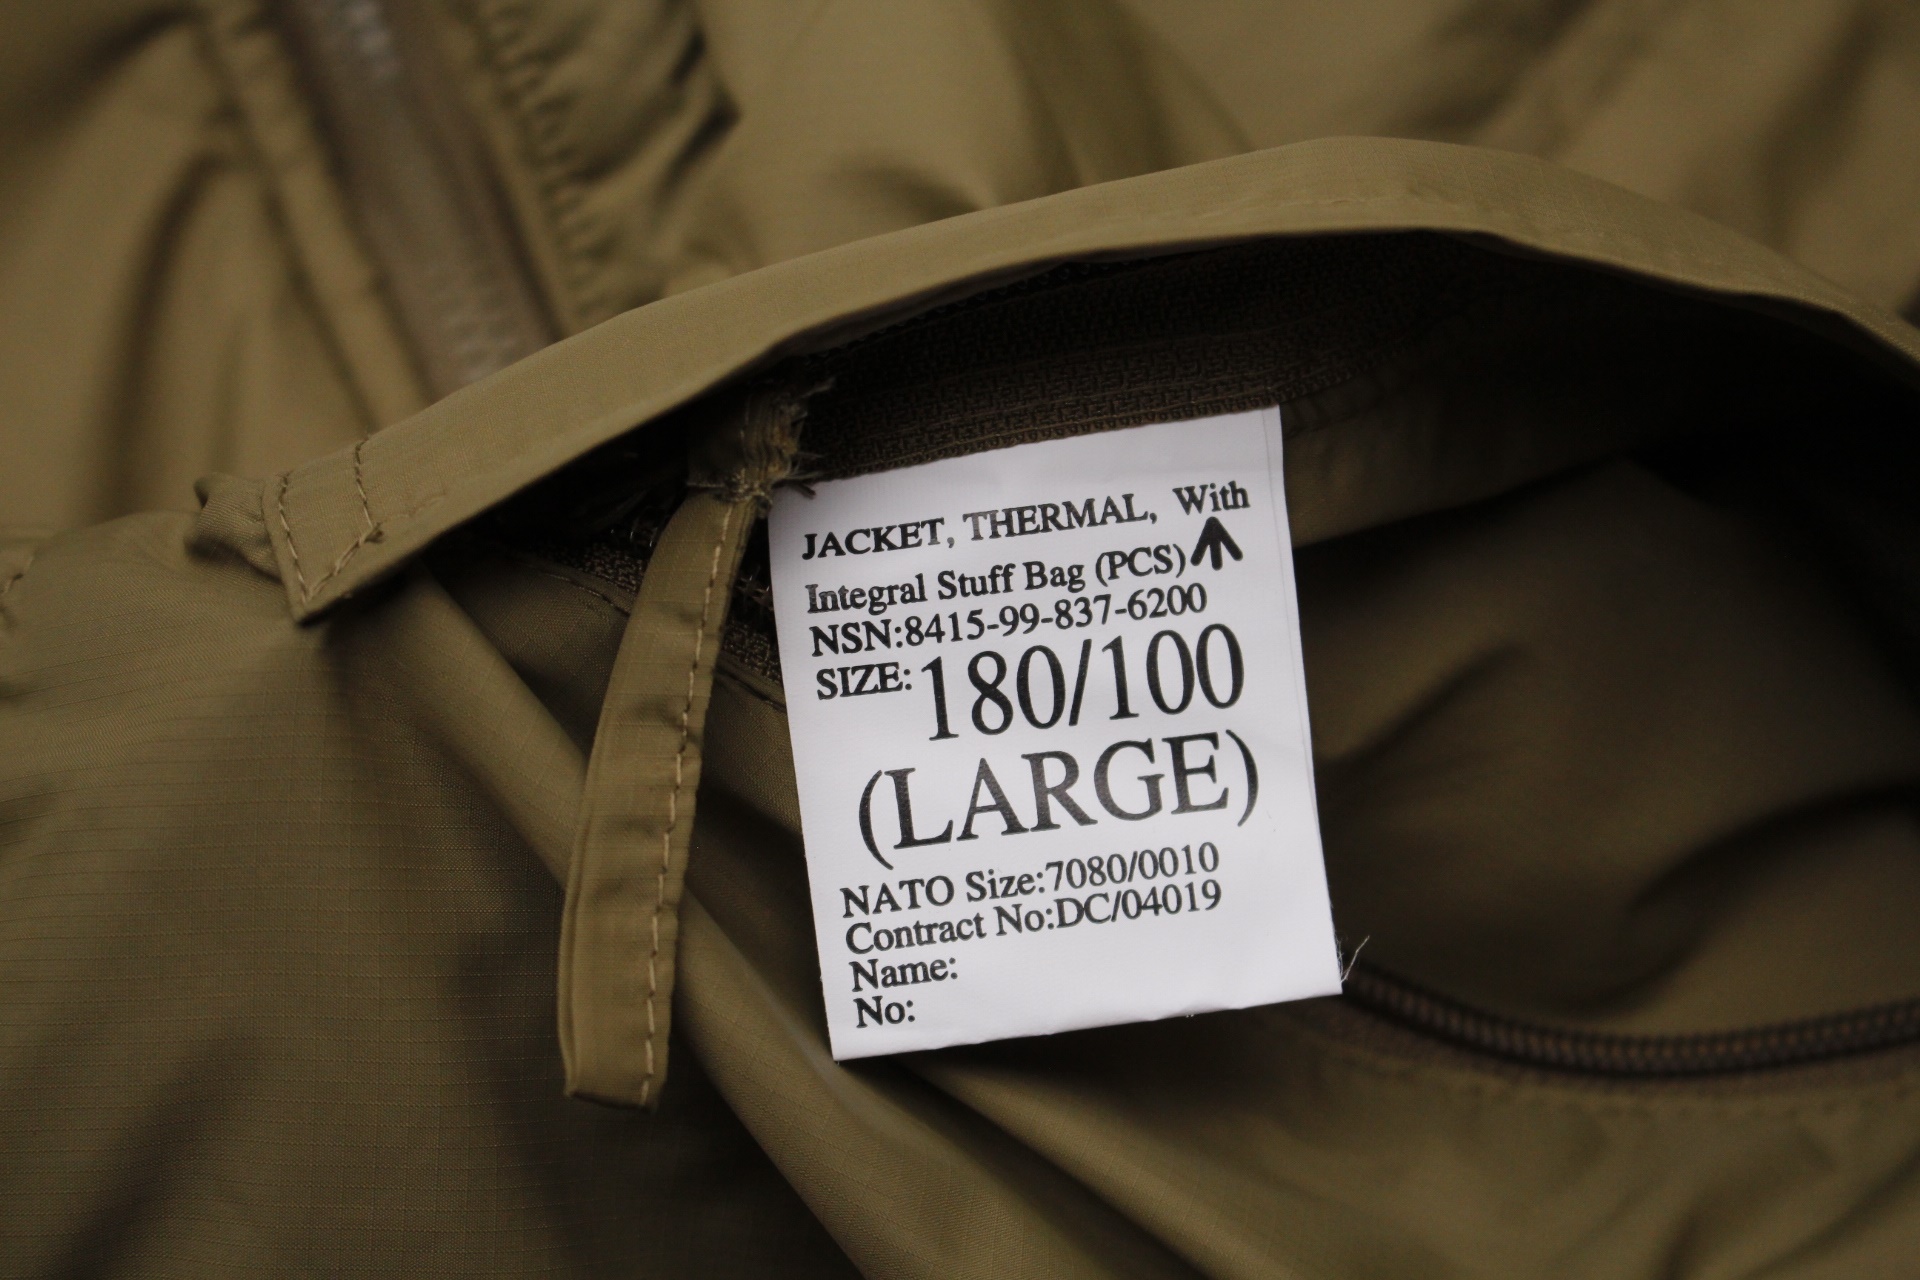 JACKET, THERMAL, With
Integral Stuff Bag (PCS)
NSN:8415-99-837-6200
SIZE: 180/100
(LARGE)
NATO Size:7080/0010
Contract No:DC/04019
Name:
No: